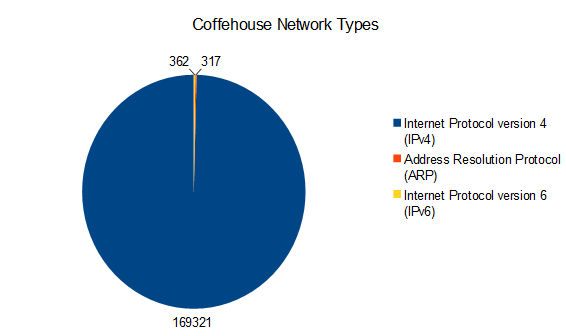 Coffehouse Network Types
362
317
Internet Protocol version 4
(IPv4)
Address Resolution Protocol
(ARP)
Internet Protocol version 6
(IPv6)
169321